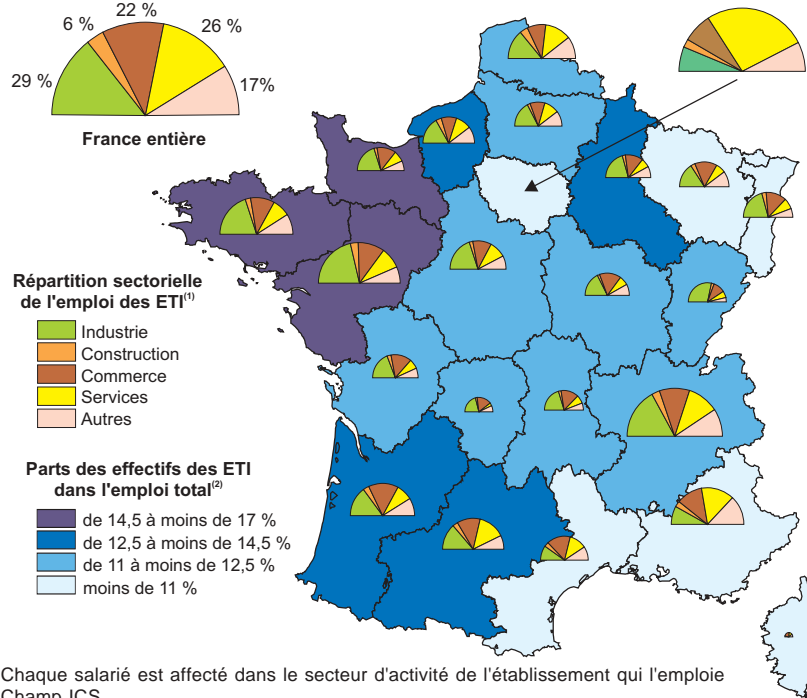 22 %
6 %
26 %
29 %
17%
France entière
Répartition sectorielle
de l'emploi des ETI(1)
Industrie
Construction
Commerce
Services
Autres
Parts des effectifs des ETI
dans l'emploi total(2)
de 14,5 à moins de 17 %
de 12,5 à moins de 14,5 %
de 11 à moins de 12,5 %
moins de 11 %
Chaque salarié est affecté dans le secteur d'activité de l'établissement qui l'emploie
Champ ICS